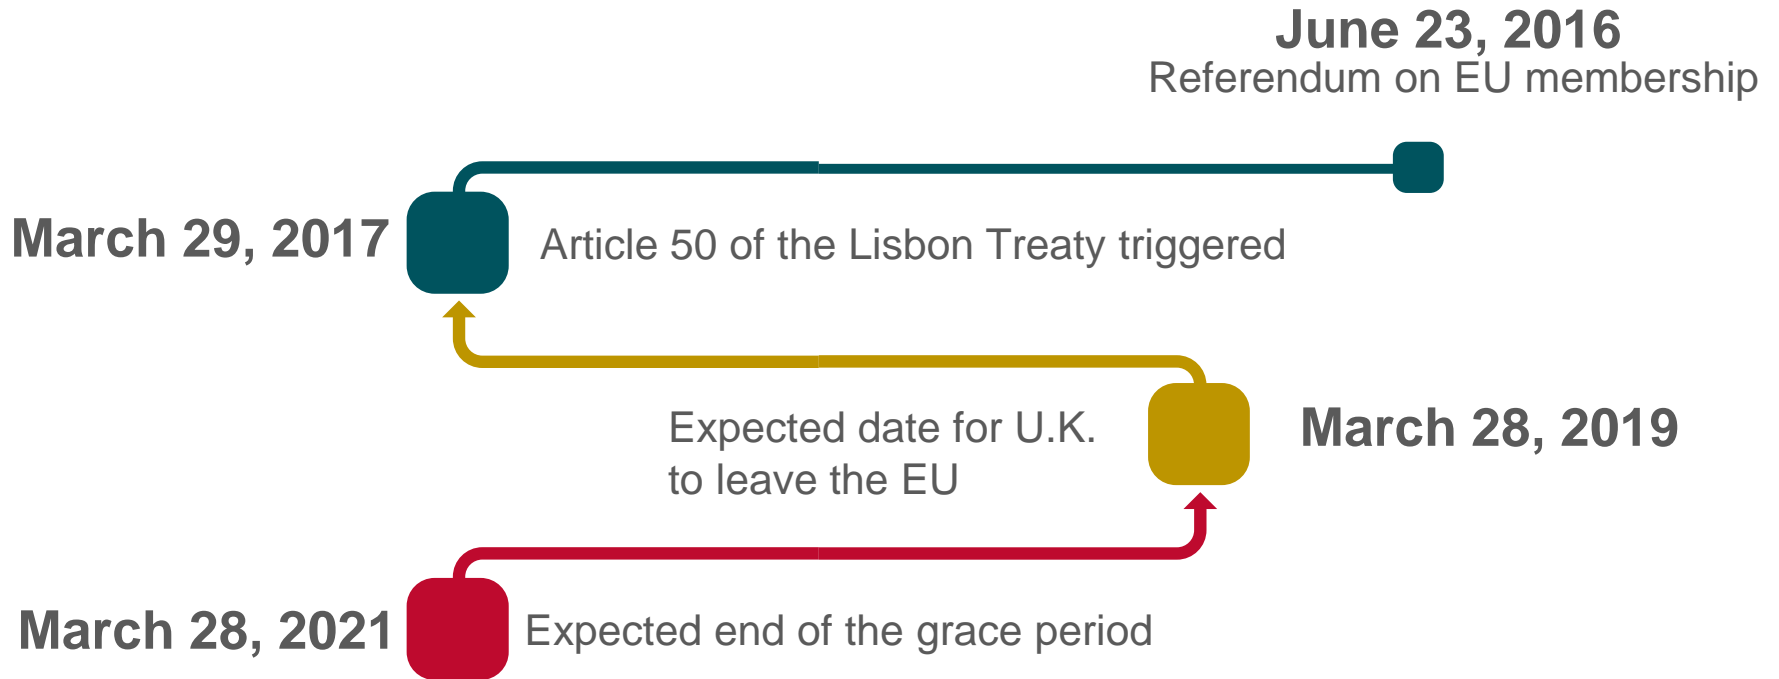 June 23, 2016
Referendum on EU membership
March 29, 2017
Article 50 of the Lisbon Treaty triggered
Expected date for U.K.
to leave the EU
March 28, 2019
March 28, 2021
Expected end of the grace period